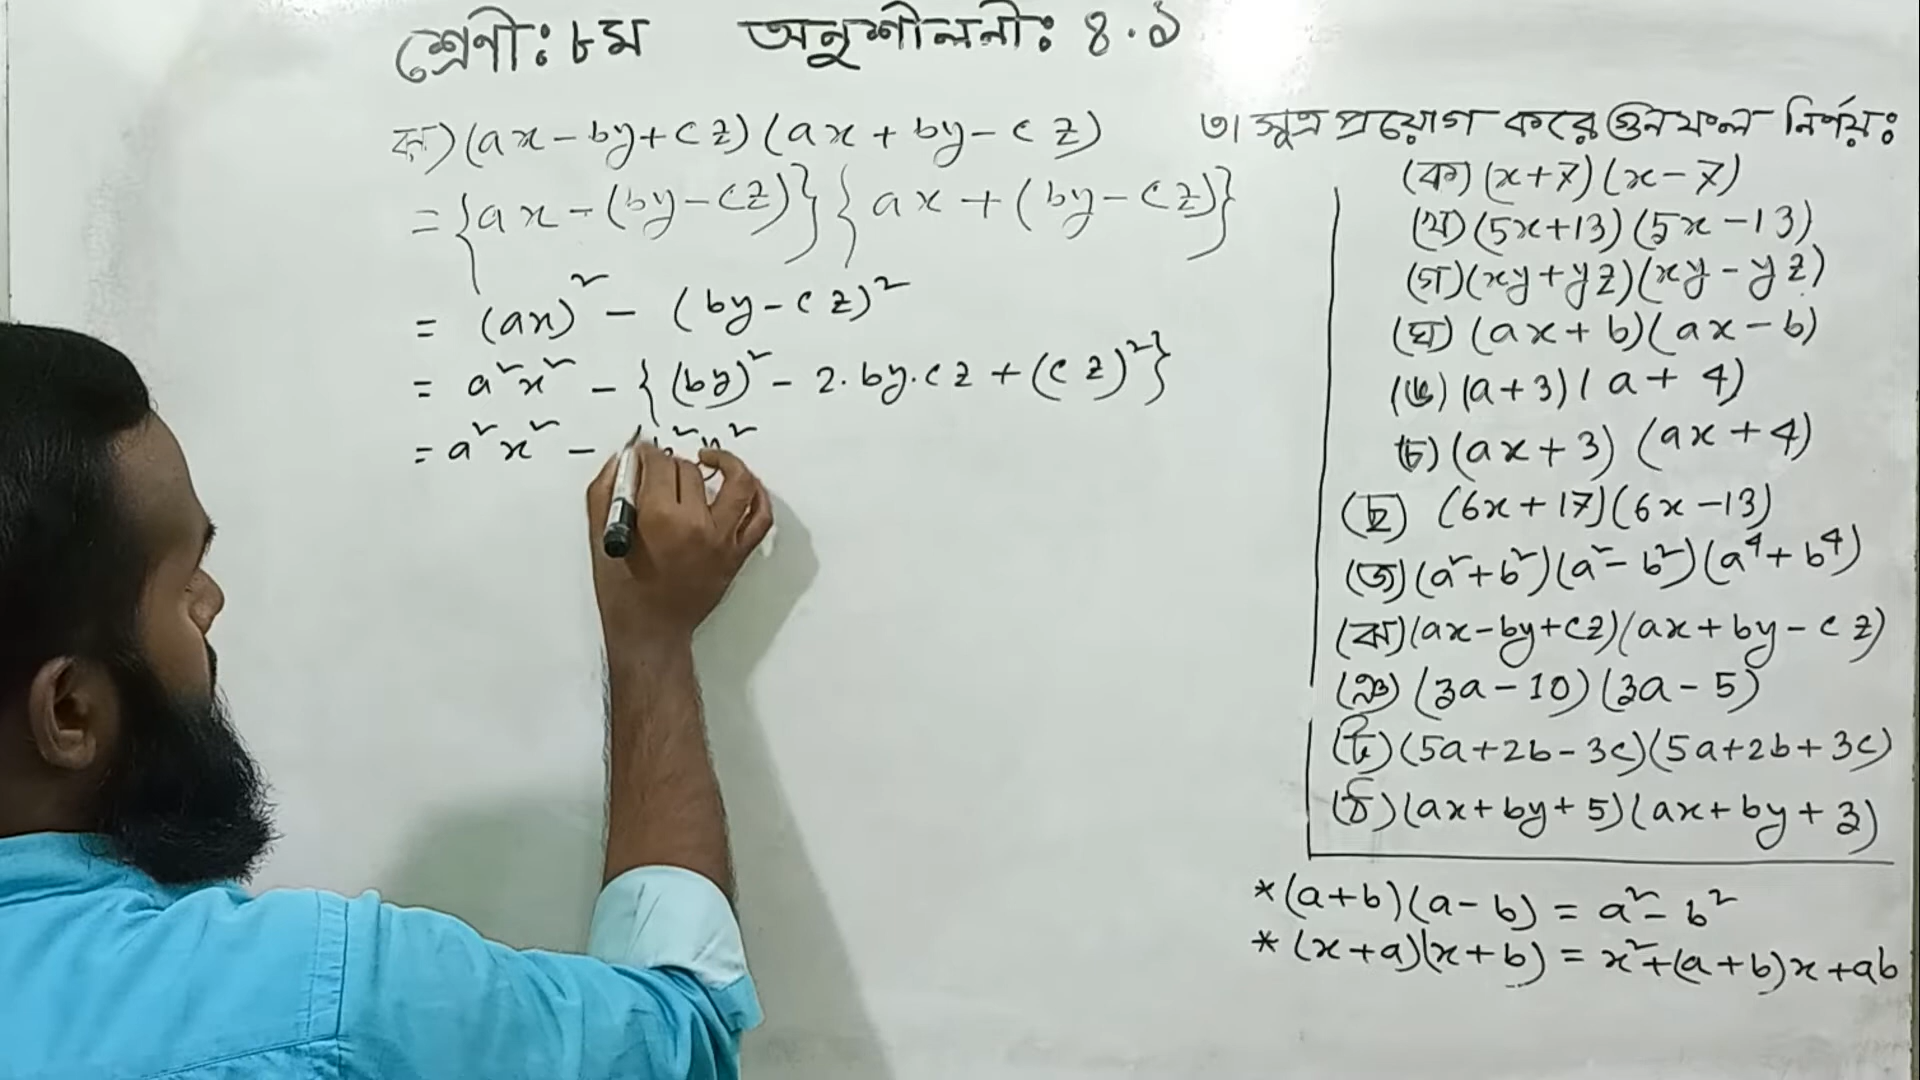 শ্রেণীঃ ৮ম অনুশীলনীঃ ৪.১
ঝ) (ax-by+cz) (ax+by-cz)
= {ax-(by-cz)} {ax+(by-cz)}
= (ax)² - (by-cz)²
= a²x² - {(by)² - 2.by.cz + (cz)²}
= a²x² -
৩। সূত্র প্রয়োগ করে গুনফল নির্ণয়ঃ
(ক) (x+7) (x-7)
(খ) (5x+13) (5x-13)
(গ) (xy+yz) (xy-yz)
(ঘ) (ax+b) (ax-b)
(ঙ) (a+3) (a+4)
(চ) (ax+3) (ax+4)
(ছ) (6x+17) (6x-13)
(জ) (a²+b²) (a²-b²) (a⁴+b⁴)
(ঝ) (ax-by+cz) (ax+by-cz)
(ঞ) (3a-10) (3a-5)
(ট) (5a+2b-3c) (5a+2b+3c)
(ঠ) (ax+by+5) (ax+by+3)
* (a+b) (a-b) = a²-b²
* (x+a) (x+b) = x²+(a+b)x+ab